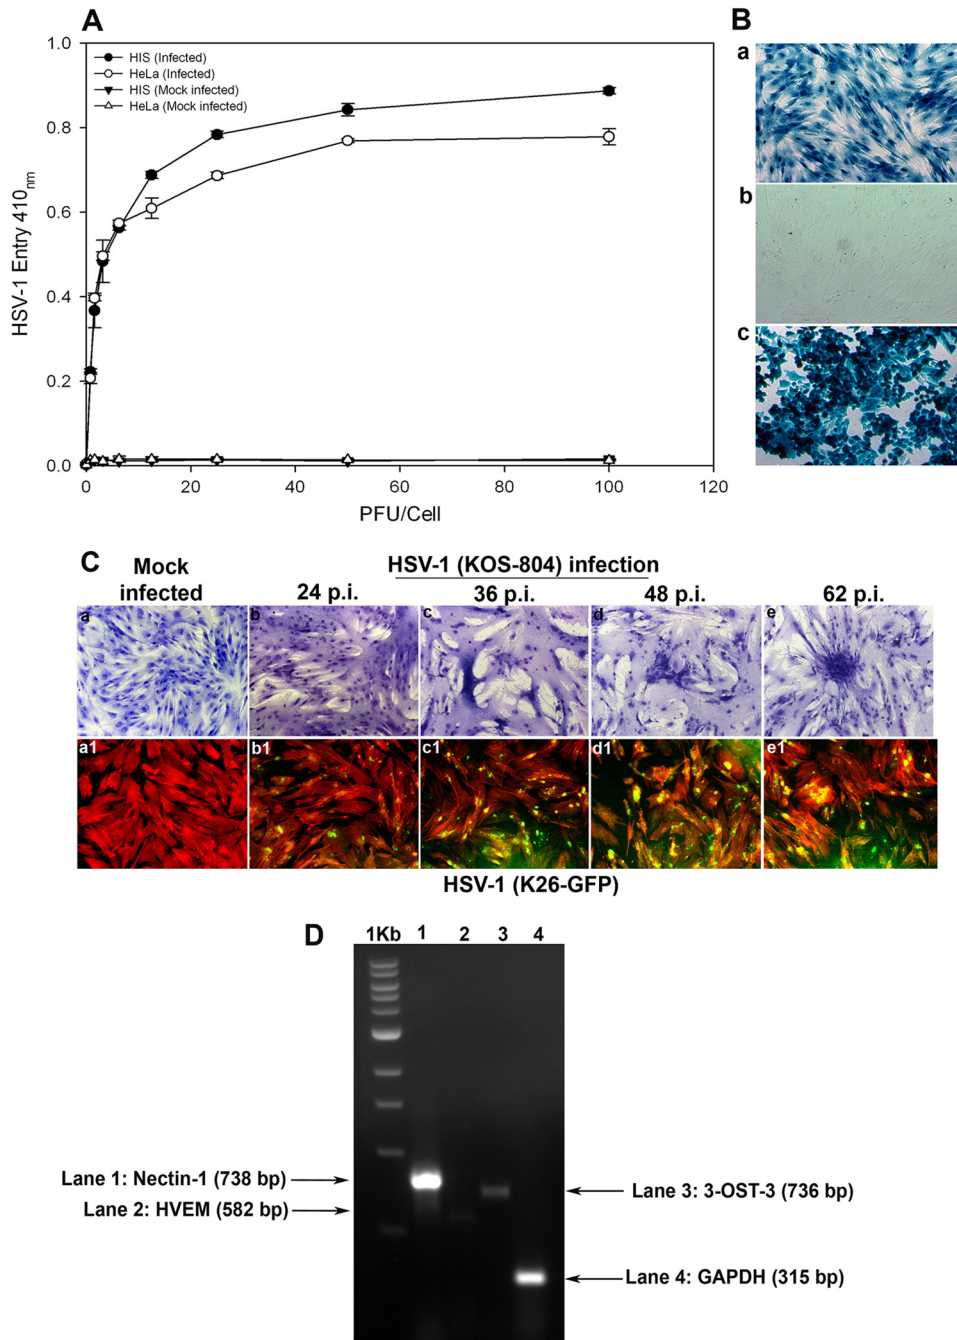 A
HSV-1 Entry 410nm
1.0
0.8
0.6
0.4
0.2
0.0
HIS (Infected)
HeLa (Infected)
HIS (Mock infected)
HeLa (Mock infected)
0 20 40 60 80 100 120
PFU/Cell
B
a
b
c
C
Mock
infected
HSV-1 (KOS-804) infection
24 p.i. 36 p.i. 48 p.i. 62 p.i.
a b c d e
a1 b1 c1 d1 e1
HSV-1 (K26-GFP)
D
1Kb 1 2 3 4
Lane 1: Nectin-1 (738 bp)
Lane 2: HVEM (582 bp)
Lane 3: 3-OST-3 (736 bp)
Lane 4: GAPDH (315 bp)